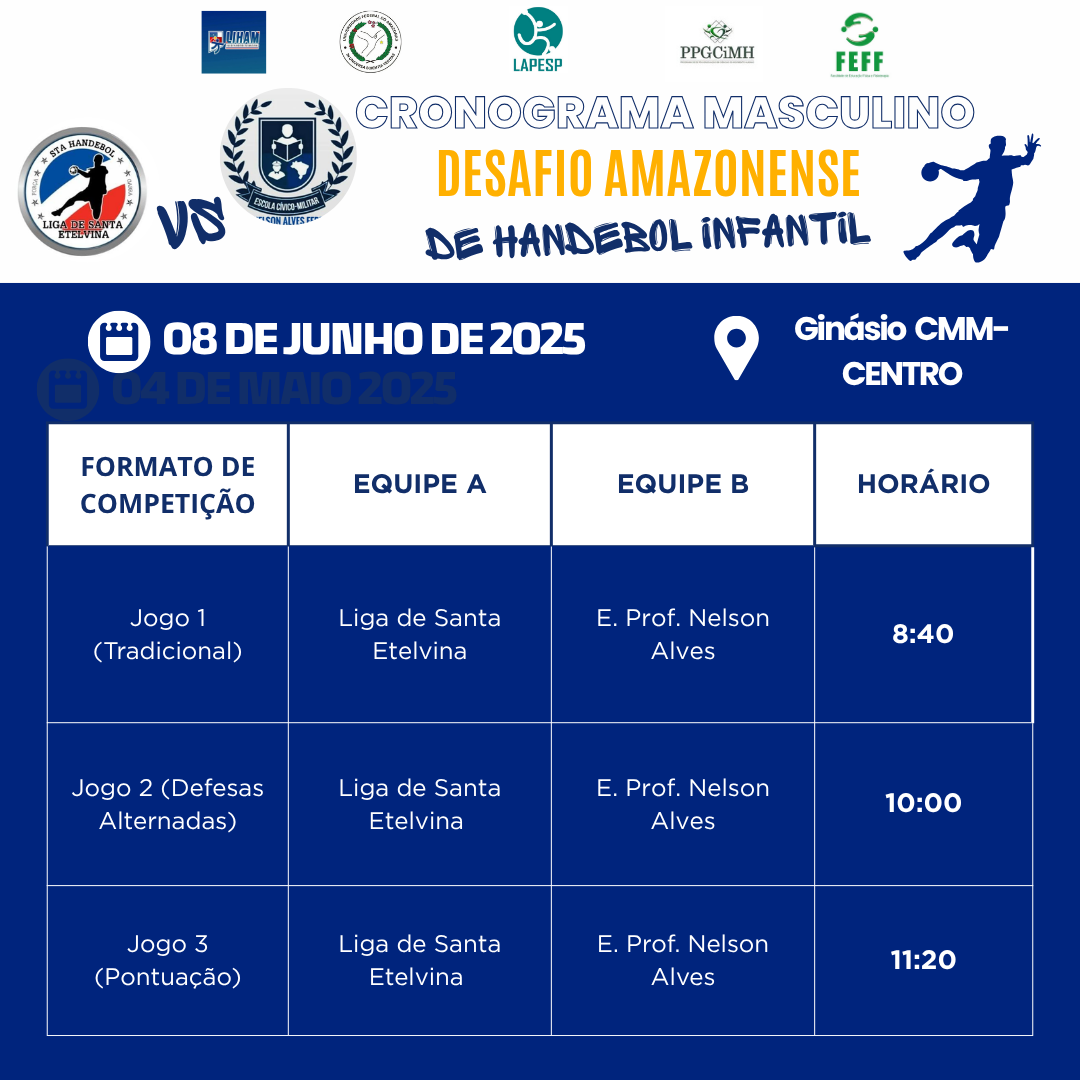 LIHAM
UNIVERSIDADE FEDERAL DO AMAZONAS
LAPESP
PPGCiMH
FEFF
CRONOGRAMA MASCULINO
STA HANDEBOL
LIGA DE SANTA
ETELVINA
VS
ESCOLA CÍVICO-MILITAR
DESAFIO AMAZONENSE
DE HANDEBOL INFANTIL
08 DE JUNHO DE 2025
04 DE MAIO 2025
Ginásio CMM-
CENTRO
FORMATO DE
COMPETIÇÃO
EQUIPE A
EQUIPE B
HORÁRIO
Jogo 1
(Tradicional)
Liga de Santa
Etelvina
E. Prof. Nelson
Alves
8:40
Jogo 2 (Defesas
Alternadas)
Liga de Santa
Etelvina
E. Prof. Nelson
Alves
10:00
Jogo 3
(Pontuação)
Liga de Santa
Etelvina
E. Prof. Nelson
Alves
11:20